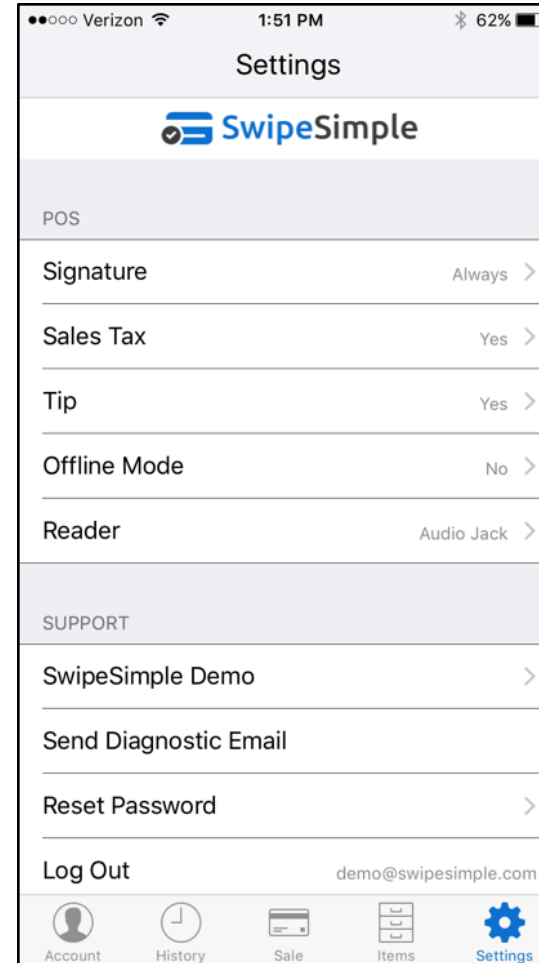 Verizon 1:51 PM 62%
Settings
SwipeSimple
POS
Signature Always
Sales Tax Yes
Tip Yes
Offline Mode No
Reader Audio Jack
SUPPORT
SwipeSimple Demo
Send Diagnostic Email
Reset Password
Log Out demo@swipesimple.com
Account History Sale Items Settings